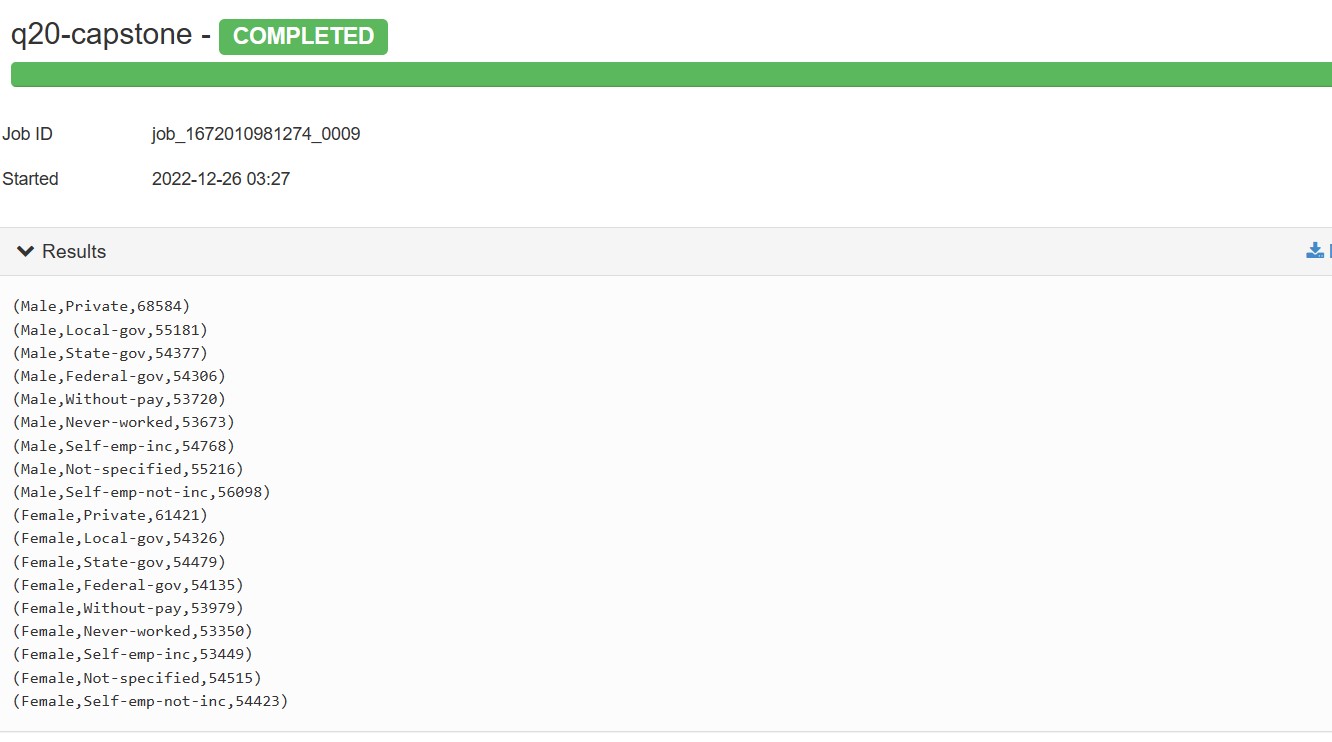 q20-capstone - COMPLETED
Job ID job_1672010981274_0009
Started 2022-12-26 03:27
Results
(Male,Private,68584)
(Male,Local-gov,55181)
(Male,State-gov,54377)
(Male,Federal-gov,54306)
(Male,Without-pay,53720)
(Male,Never-worked,53673)
(Male,Self-emp-inc,54768)
(Male,Not-specified,55216)
(Male,Self-emp-not-inc,56098)
(Female,Private,61421)
(Female,Local-gov,54326)
(Female,State-gov,54479)
(Female,Federal-gov,54135)
(Female,Without-pay,53979)
(Female,Never-worked,53350)
(Female,Self-emp-inc,53449)
(Female,Not-specified,54515)
(Female,Self-emp-not-inc,54423)